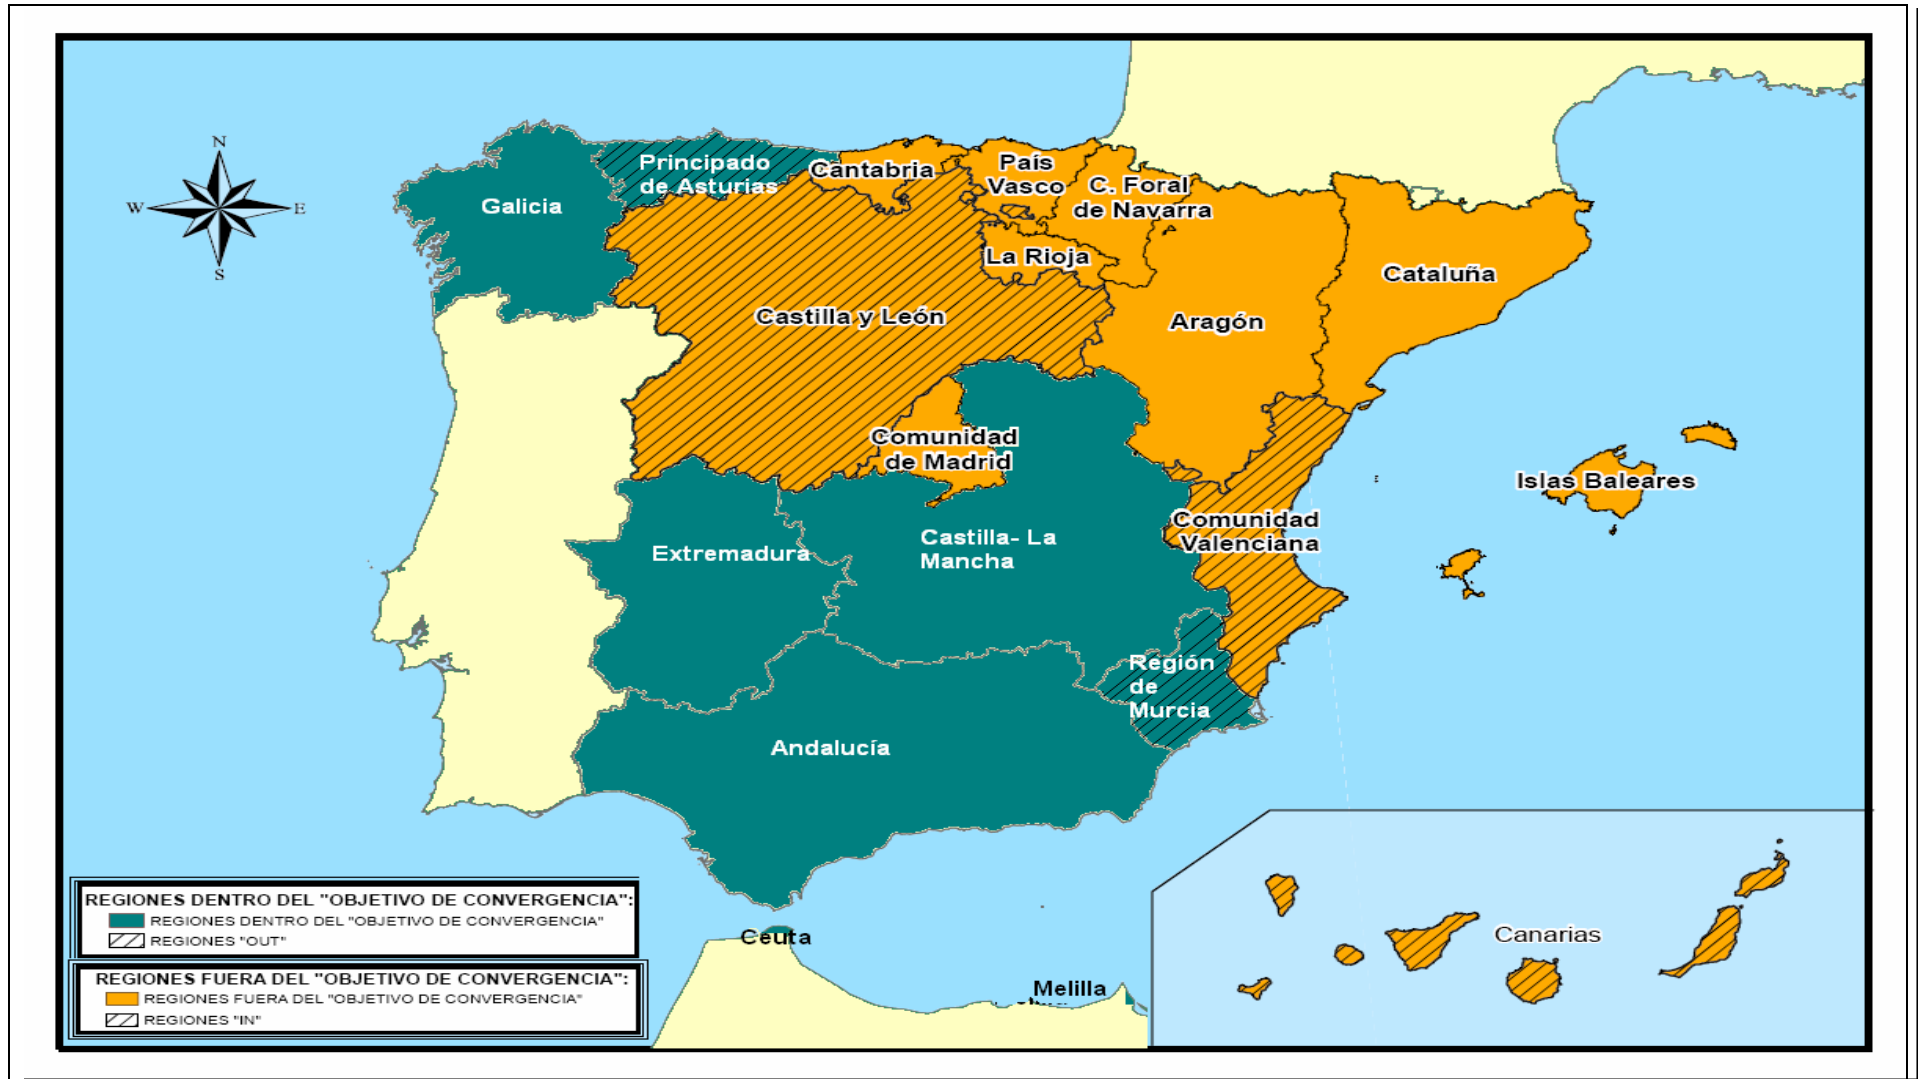 N
W
E
S
Galicia
Principado
de Asturias
Cantabria
País
Vasco
C. Foral
de Navarra
La Rioja
Castilla y León
Aragón
Cataluña
Comunidad
de Madrid
Islas Baleares
Comunidad
Valenciana
Extremadura
Castilla- La
Mancha
Región
de
Murcia
Andalucía
Ceuta
Melilla
Canarias
REGIONES DENTRO DEL "OBJETIVO DE CONVERGENCIA":
REGIONES DENTRO DEL "OBJETIVO DE CONVERGENCIA"
REGIONES "OUT"
REGIONES FUERA DEL "OBJETIVO DE CONVERGENCIA":
REGIONES FUERA DEL "OBJETIVO DE CONVERGENCIA"
REGIONES "IN"